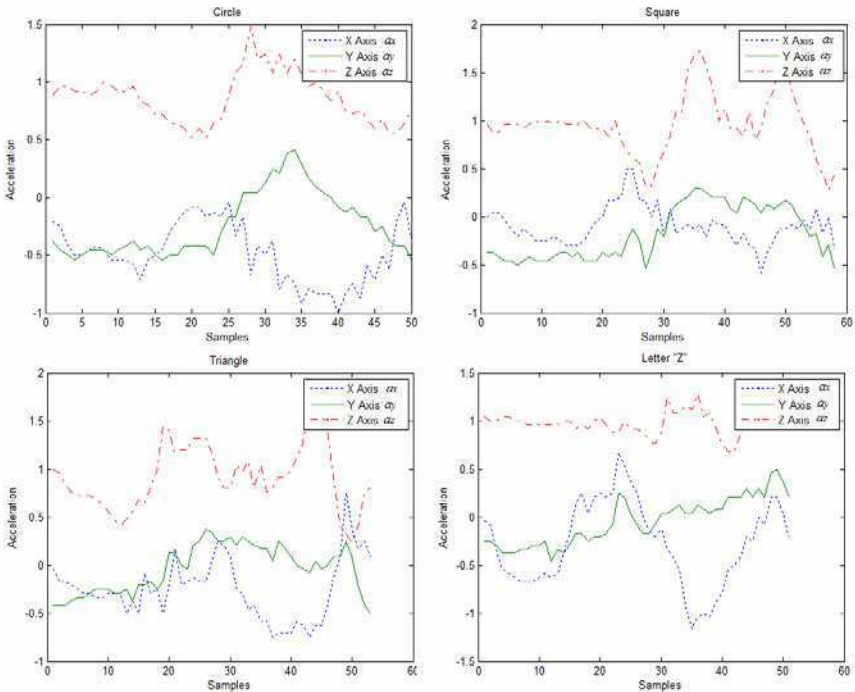 Circle
1.5
1
0.5
0
-0.5
-1
Acceleration
X Axis ax
Y Axis ay
Z Axis az
0 5 10 15 20 25 30 35 40 45 50
Samples
Square
2
1.5
1
0.5
0
-0.5
-1
Acceleration
X Axis ax
Y Axis ay
Z Axis az
0 10 20 30 40 50 60
Samples
Triangle
2
1.5
1
0.5
0
-0.5
-1
Acceleration
X Axis ax
Y Axis ay
Z Axis az
0 10 20 30 40 50 60
Samples
Letter "Z"
1.5
1
0.5
0
-0.5
-1
-1.5
Acceleration
X Axis ax
Y Axis ay
Z Axis az
0 10 20 30 40 50 60
Samples